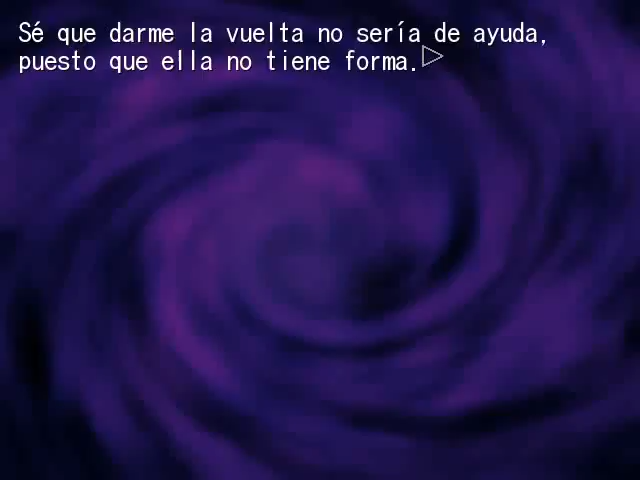 Sé que darme la vuelta no sería de ayuda,
puesto que ella no tiene forma.